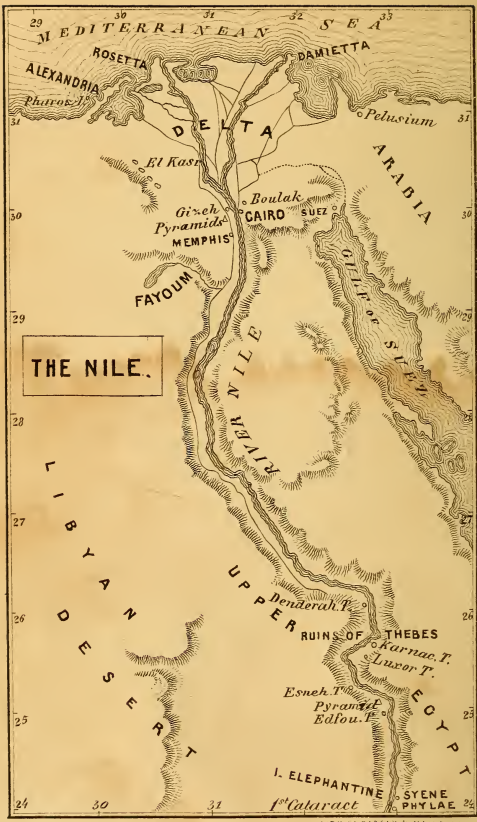 29 30 31 32 33
MEDITERRANEAN SEA
ROSETTA
DAMIETTA
ALEXANDRIA
Pharos Iᵈ
31
Pelusium
31
DELTA
El Kasr
ARABIA
30
Boulak
Gizeh
CAIRO
SUEZ
30
Pyramids
MEMPHIS
FAYOUM
GULF OF SUEZ
29
29
THE NILE.
RIVER NILE
28
27
27
LIBYAN DESERT
UPPER EGYPT
Denderah. T.
26
26
RUINS OF THEBES
Karnac. T.
Luxor T.
Esneh. T
Pyramid
Edfou. T.
25
25
I. ELEPHANTINE
SYENE
1st Cataract
PHYLAE
24 30 31 24